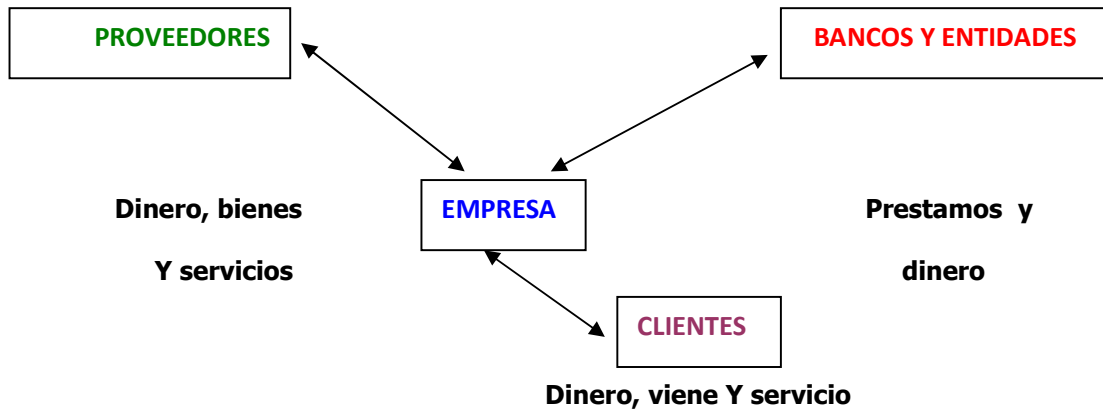 PROVEEDORES
BANCOS Y ENTIDADES
Dinero, bienes
Y servicios
EMPRESA
Prestamos y
dinero
CLIENTES
Dinero, viene Y servicio